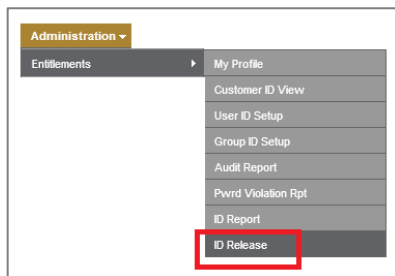 Administration
Entitlements
My Profile
Customer ID View
User ID Setup
Group ID Setup
Audit Report
Pwrd Violation Rpt
ID Report
ID Release